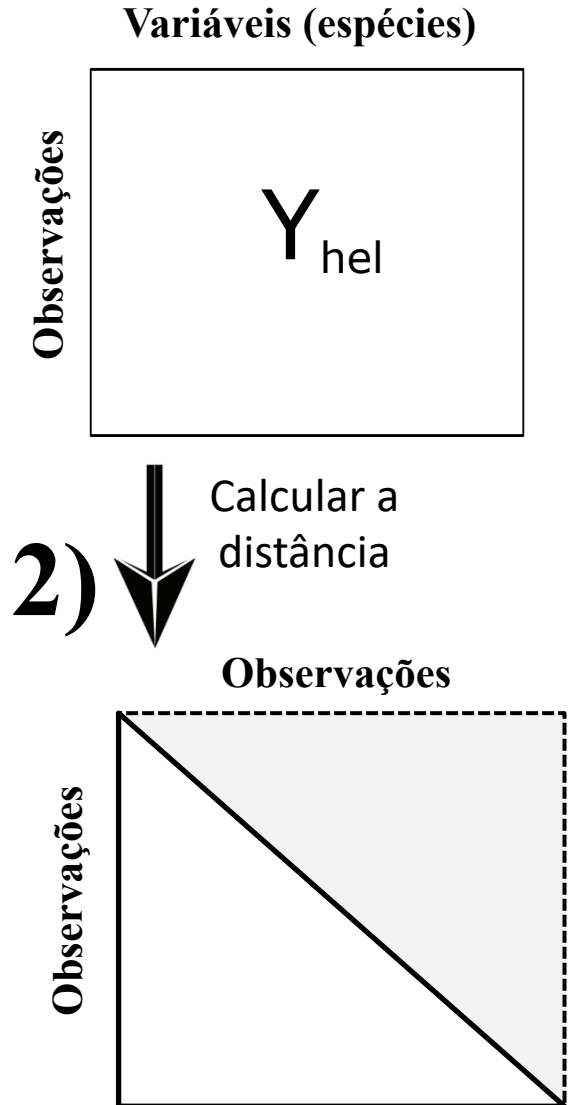 Variáveis (espécies)
Observações
Y hel
Calcular a
distância
2)
Observações
Observações